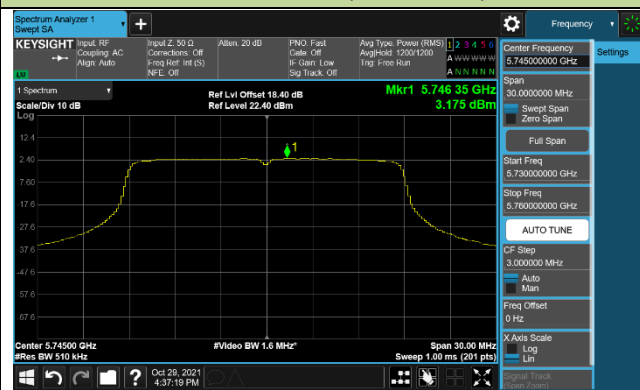 Spectrum Analyzer 1
Swept SA
+
Frequency
KEYSIGHT
Input: RF
Coupling: AC
Align: Auto
Input Z: 50 Ω
Corrections: Off
Freq Ref: Int (S)
NFE: Off
Atten: 20 dB
PNO: Fast
Gate: Off
IF Gain: Low
Sig Track: Off
Avg Type: Power (RMS)
Avg|Hold: 1200/1200
Trig: Free Run
1 2 3 4 5 6
A W W W W W
A N N N N N
LXI
1 Spectrum
Scale/Div 10 dB
Log
Ref Lvl Offset 18.40 dB
Ref Level 22.40 dBm
Mkr1 5.746 35 GHz
3.175 dBm
1
12.4
2.40
-7.60
-17.6
-27.6
-37.6
-47.6
-57.6
-67.6
Center 5.74500 GHz
#Res BW 510 kHz
#Video BW 1.6 MHz*
Span 30.00 MHz
Sweep 1.00 ms (201 pts)
Center Frequency
5.745000000 GHz
Settings
Span
30.0000000 MHz
Swept Span
Zero Span
Full Span
Start Freq
5.730000000 GHz
Stop Freq
5.760000000 GHz
AUTO TUNE
CF Step
3.000000 MHz
Auto
Man
Freq Offset
0 Hz
X Axis Scale
Log
Lin
Signal Track
(Span Zoom)
?
Oct 29, 2021
4:37:19 PM